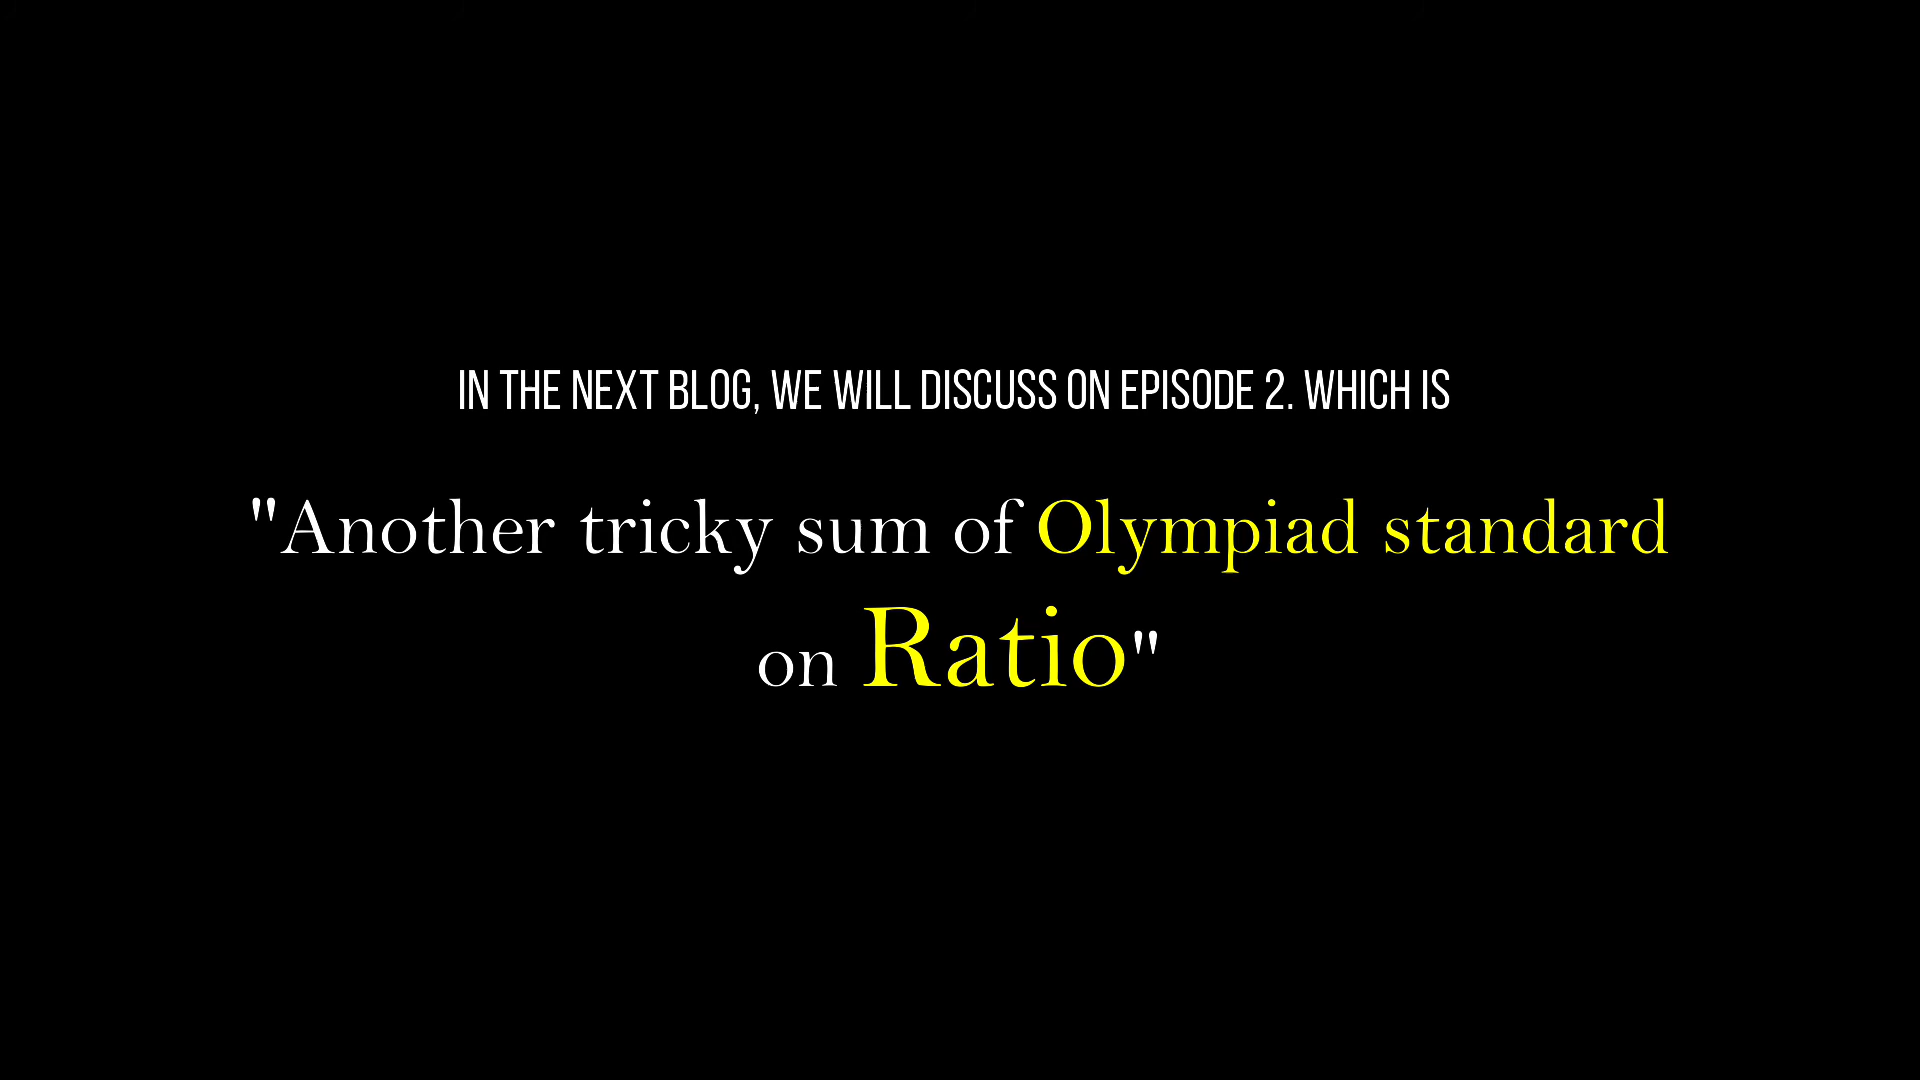 IN THE NEXT BLOG, WE WILL DISCUSS ON EPISODE 2. WHICH IS
"Another tricky sum of Olympiad standard
on Ratio"